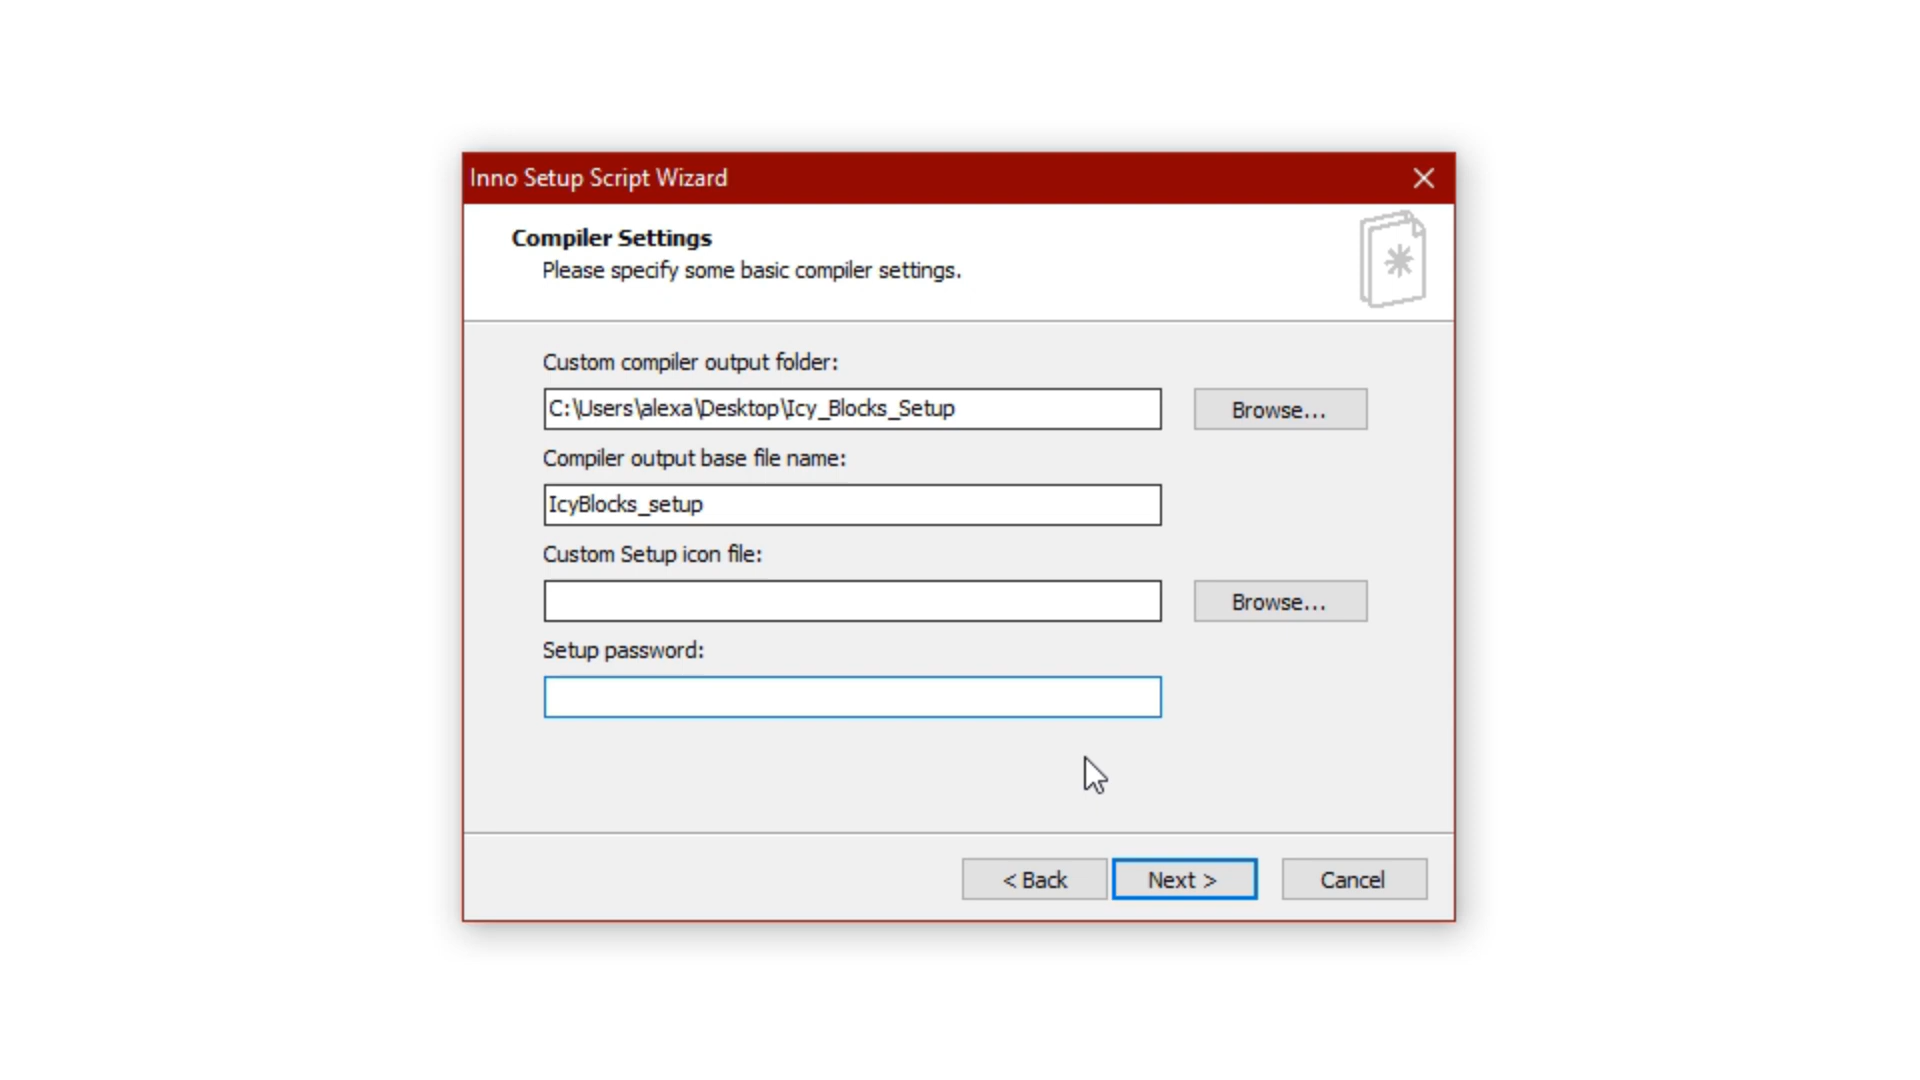 Inno Setup Script Wizard
Compiler Settings
Please specify some basic compiler settings.
Custom compiler output folder:
C:\Users\alexa\Desktop\Icy_Blocks_Setup
Browse...
Compiler output base file name:
IcyBlocks_setup
Custom Setup icon file:
Browse...
Setup password:
< Back
Next >
Cancel